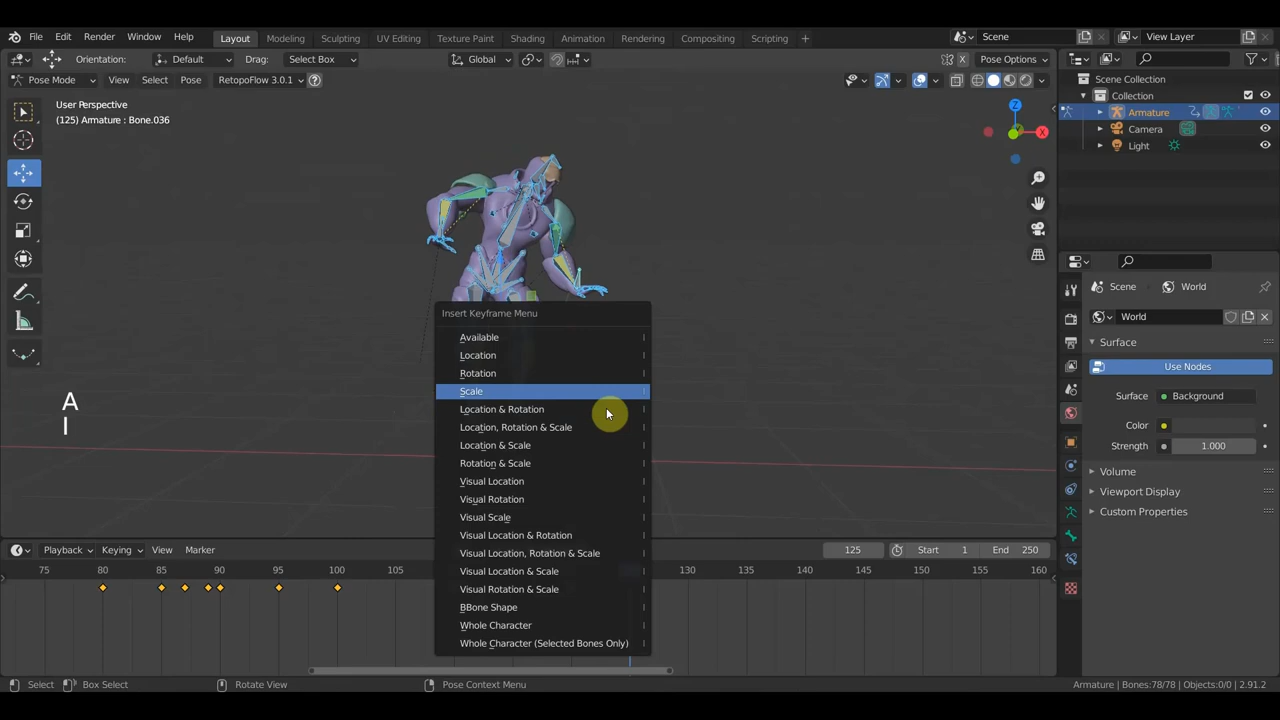 File Edit Render Window Help Layout Modeling Sculpting UV Editing Texture Paint Shading Animation Rendering Compositing Scripting + Scene View Layer
Orientation: Default Drag: Select Box Global Pose Options
Pose Mode View Select Pose RetopoFlow 3.0.1
Scene Collection
Collection
Armature
Camera
Light
User Perspective
(125) Armature : Bone.036
Z
X
Insert Keyframe Menu
Available I
Location I
Rotation I
Scale I
Location & Rotation I
Location, Rotation & Scale I
Location & Scale I
Rotation & Scale I
Visual Location I
Visual Rotation I
Visual Scale I
Visual Location & Rotation I
Visual Location, Rotation & Scale I
Visual Location & Scale I
Visual Rotation & Scale I
BBone Shape I
Whole Character I
Whole Character (Selected Bones Only) I
A
I
Scene World
World
Surface
Use Nodes
Surface Background
Color
Strength 1.000
Volume
Viewport Display
Custom Properties
Playback Keying View Marker 125 Start 1 End 250
75 80 85 90 95 100 105 130 135 140 145 150 155 160
Select Box Select Rotate View Pose Context Menu Armature | Bones:78/78 | Objects:0/0 | 2.91.2